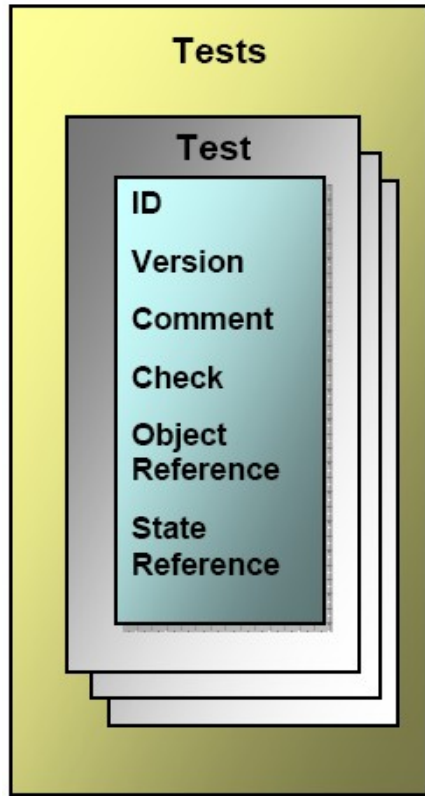 Tests
Test
ID
Version
Comment
Check
Object
Reference
State
Reference